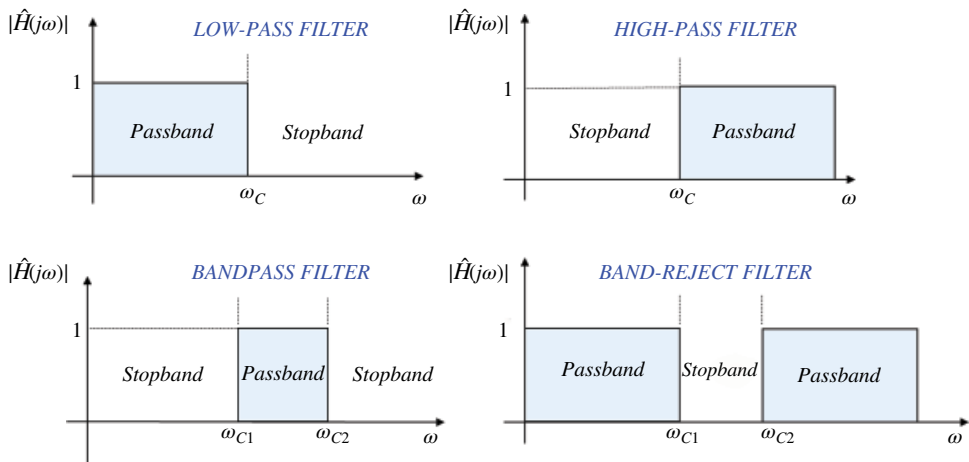 |Ĥ(jω)|
LOW-PASS FILTER
1
Passband
Stopband
ω_C
ω
|Ĥ(jω)|
HIGH-PASS FILTER
1
Stopband
Passband
ω_C
ω
|Ĥ(jω)|
BANDPASS FILTER
1
Stopband
Passband
Stopband
ω_C1
ω_C2
ω
|Ĥ(jω)|
BAND-REJECT FILTER
1
Passband
Stopband
Passband
ω_C1
ω_C2
ω